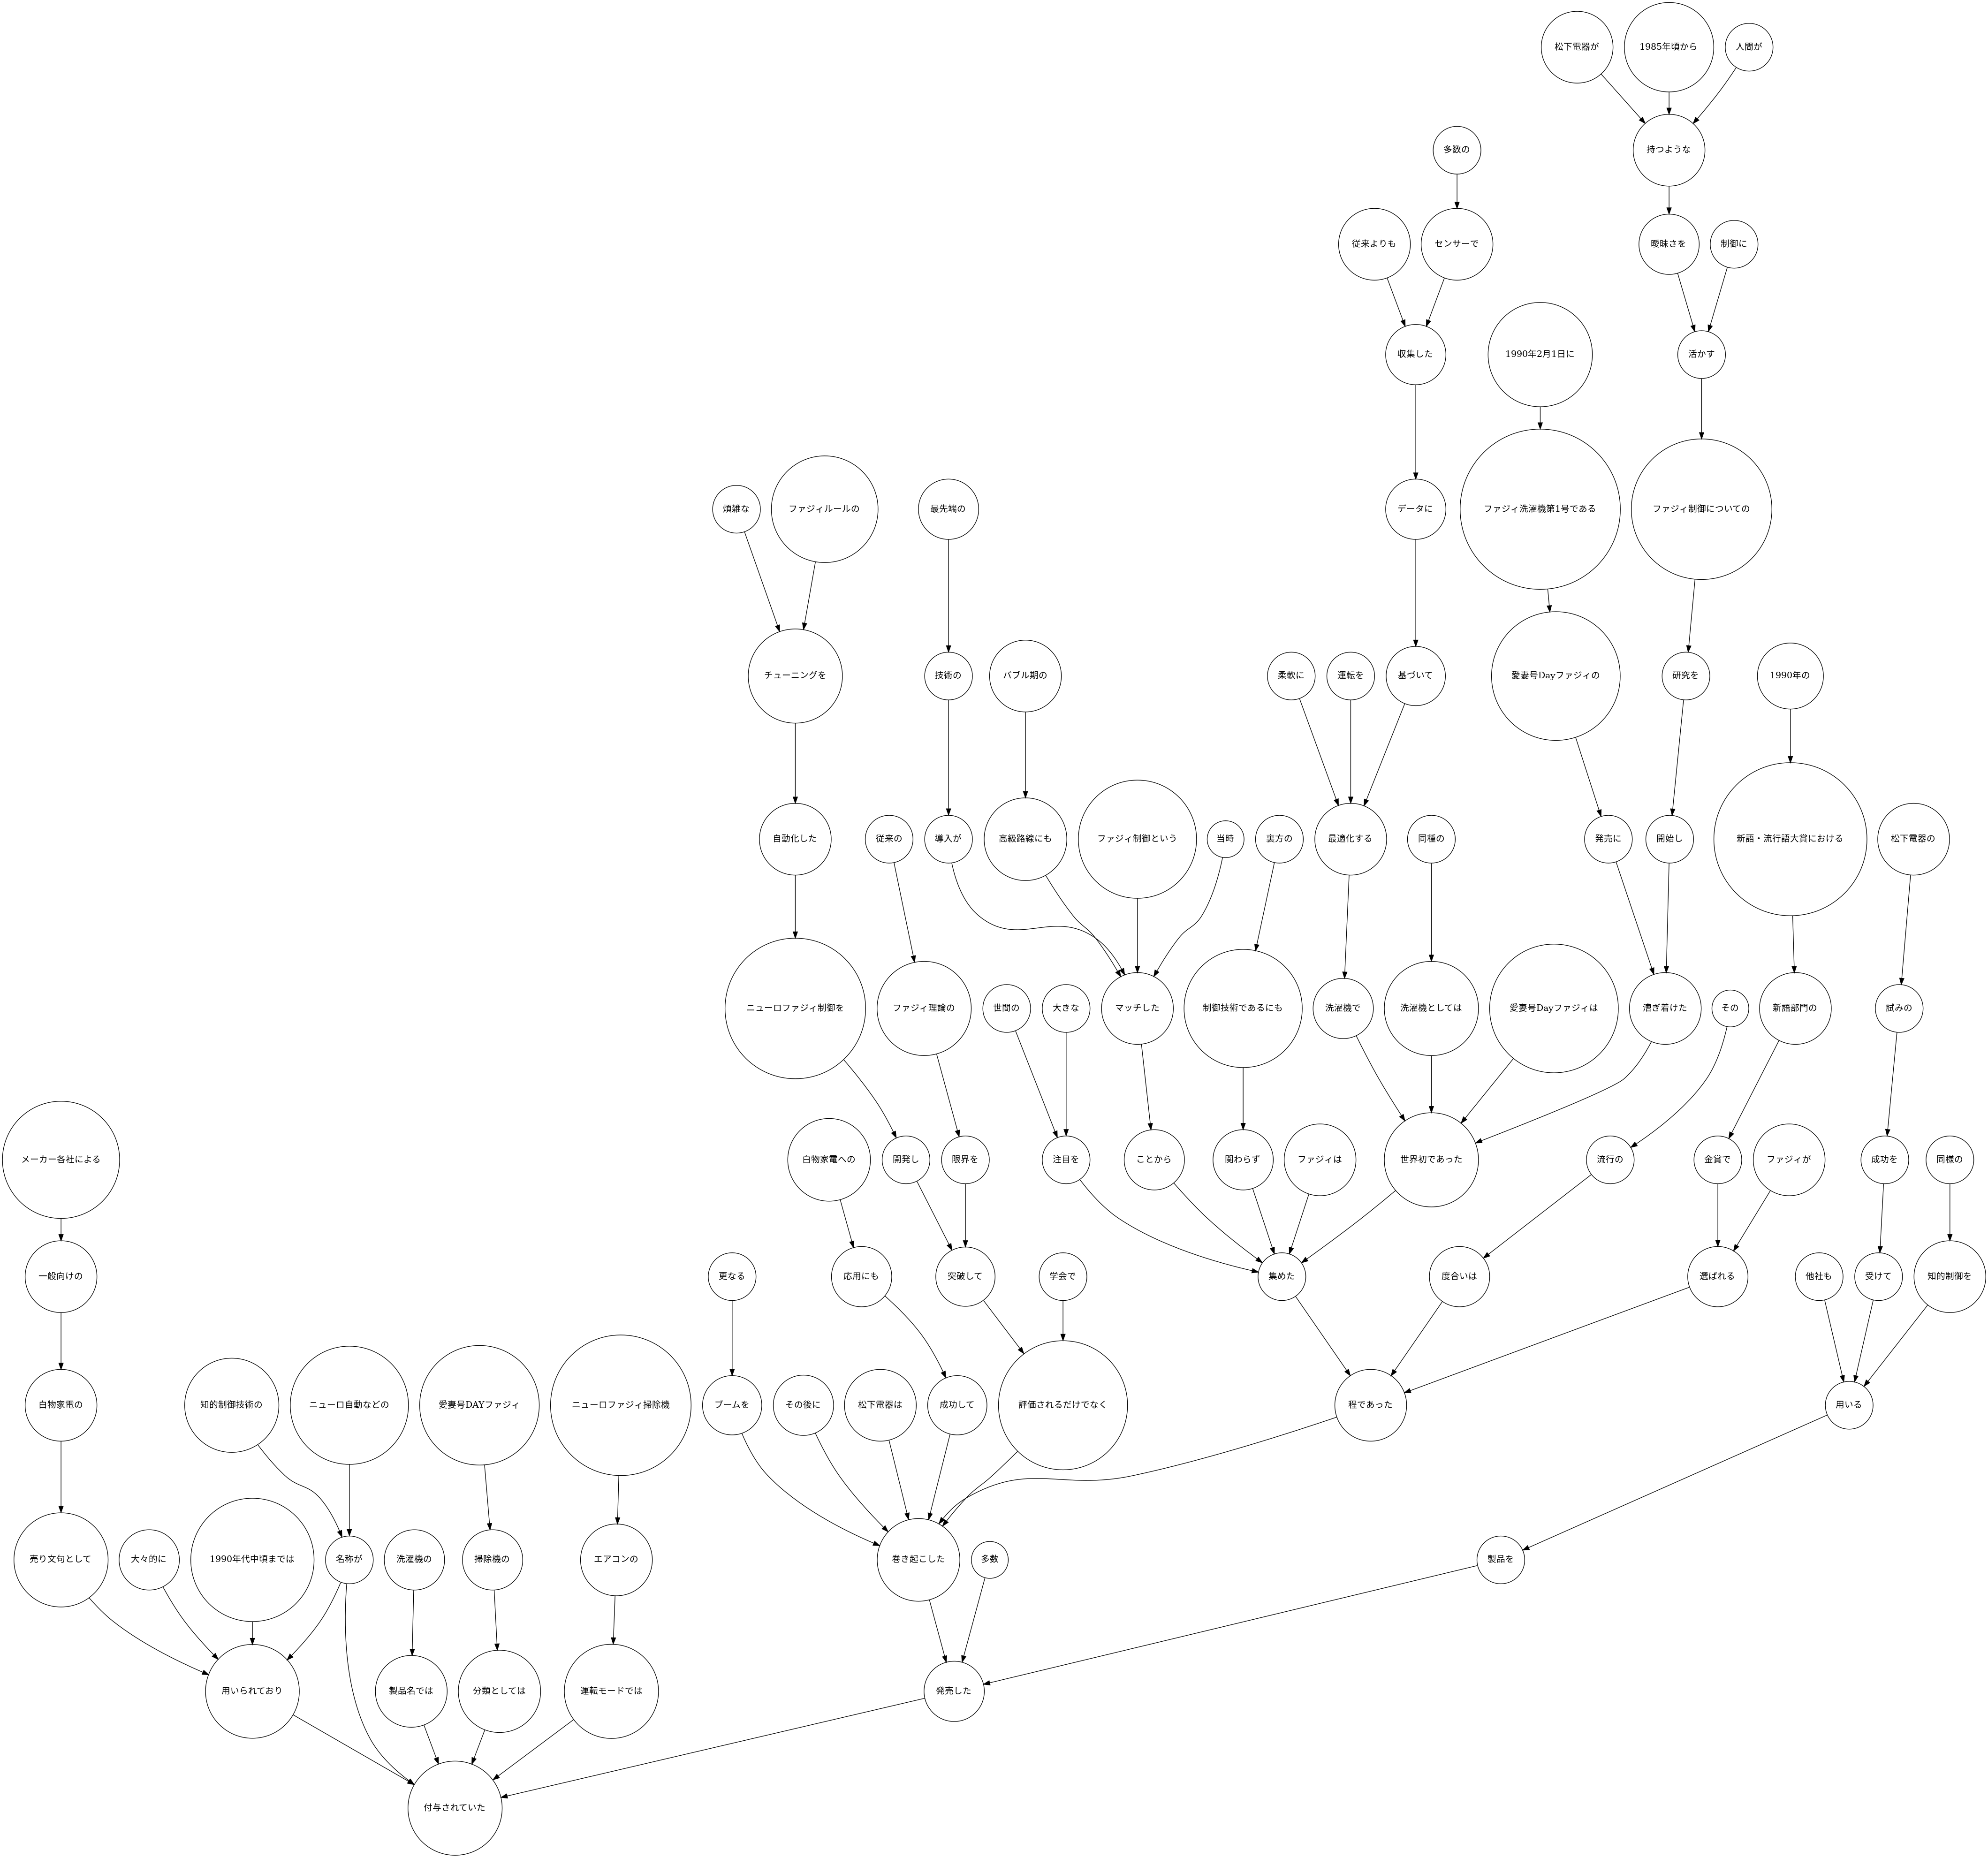 松下電器が
1985年頃から
人間が
多数の
持つような
従来よりも
センサーで
曖昧さを
制御に
収集した
1990年2月1日に
活かす
煩雑な
ファジィルールの
最先端の
データに
ファジィ洗濯機第1号である
ファジィ制御についての
チューニングを
技術の
バブル期の
柔軟に
運転を
基づいて
愛妻号Dayファジィの
研究を
1990年の
自動化した
従来の
導入が
高級路線にも
ファジィ制御という
当時
裏方の
最適化する
同種の
発売に
開始し
新語・流行語大賞における
松下電器の
ニューロファジィ制御を
ファジィ理論の
世間の
大きな
マッチした
制御技術であるにも
洗濯機で
洗濯機としては
愛妻号Dayファジィは
漕ぎ着けた
その
新語部門の
試みの
メーカー各社による
白物家電への
開発し
限界を
注目を
ことから
関わらず
ファジィは
世界初であった
流行の
金賞で
ファジィが
成功を
同様の
一般向けの
更なる
応用にも
突破して
学会で
集めた
度合いは
選ばれる
他社も
受けて
知的制御を
白物家電の
知的制御技術の
ニューロ自動などの
愛妻号DAYファジィ
ニューロファジィ掃除機
ブームを
その後に
松下電器は
成功して
評価されるだけでなく
程であった
用いる
売り文句として
大々的に
1990年代中頃までは
名称が
洗濯機の
掃除機の
エアコンの
巻き起こした
多数
製品を
用いられており
製品名では
分類としては
運転モードでは
発売した
付与されていた